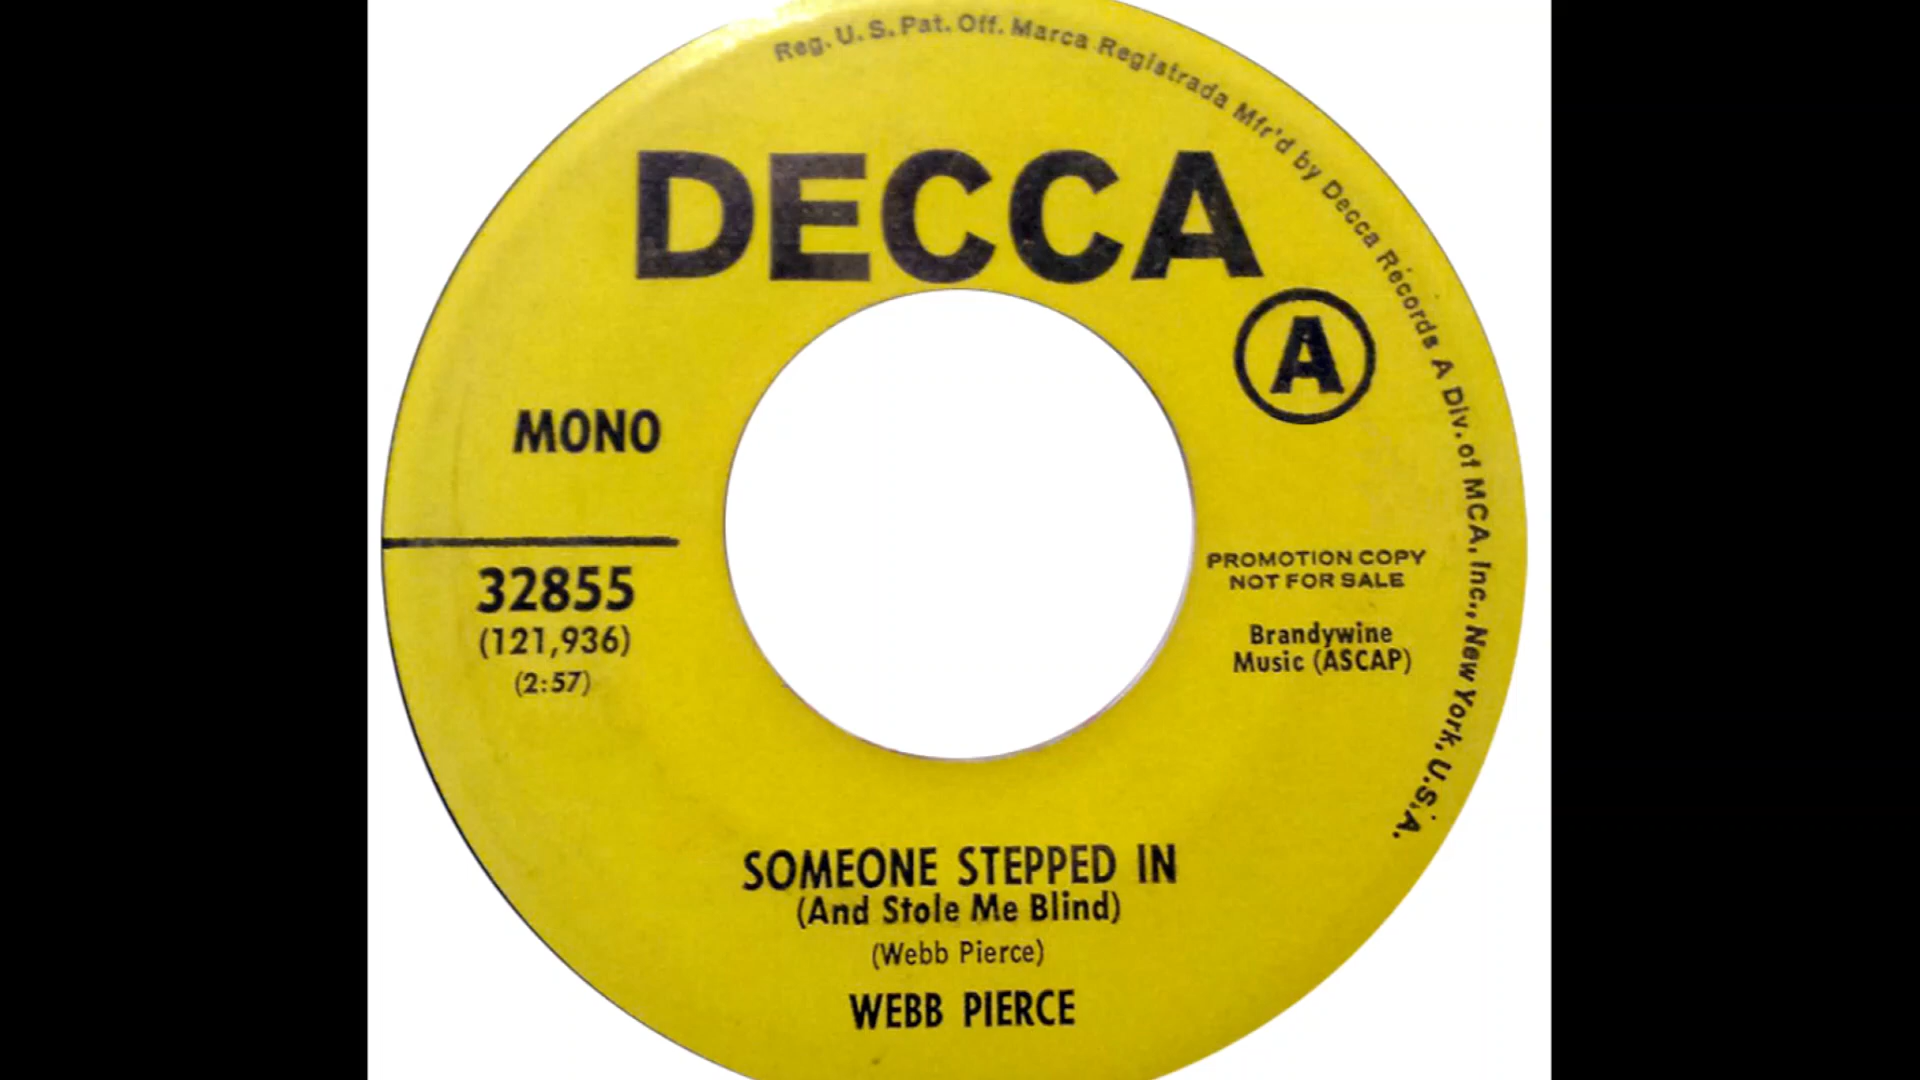 Reg. U.S. Pat. Off. Marca Registrada Mfr'd by Decca Records A Div. of MCA, Inc., New York, U.S.A.
DECCA
A
MONO
32855
(121,936)
(2:57)
PROMOTION COPY
NOT FOR SALE
Brandywine
Music (ASCAP)
SOMEONE STEPPED IN
(And Stole Me Blind)
(Webb Pierce)
WEBB PIERCE